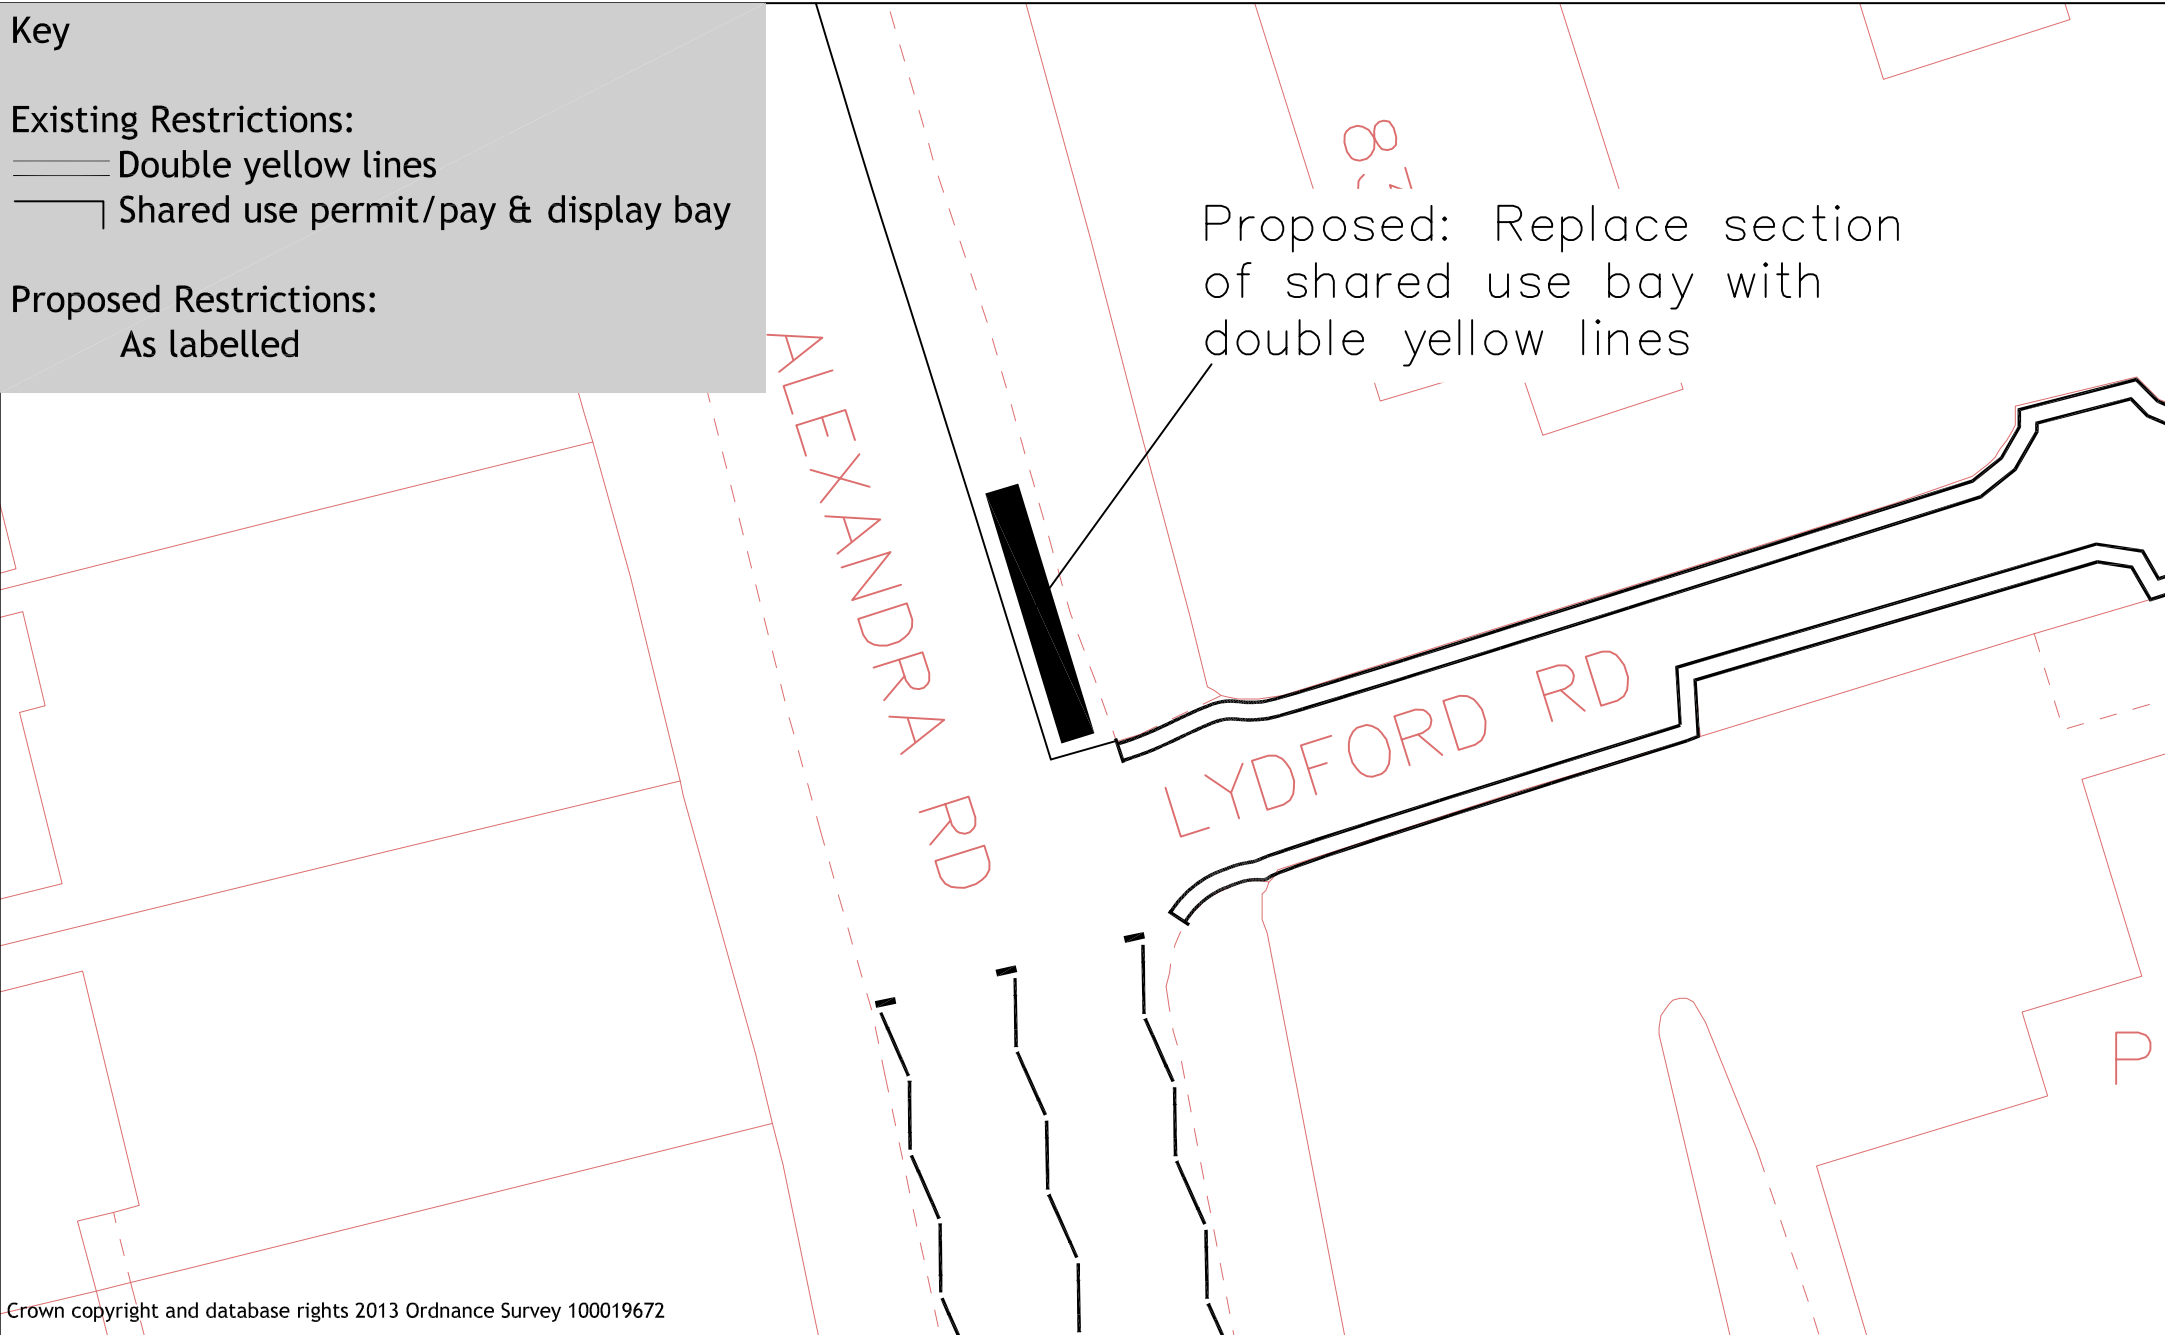 Key
Existing Restrictions:
Double yellow lines
Shared use permit/pay & display bay
Proposed Restrictions:
As labelled
Proposed: Replace section
of shared use bay with
double yellow lines
ALEXANDRA RD
LYDFORD RD
P
Crown copyright and database rights 2013 Ordnance Survey 100019672